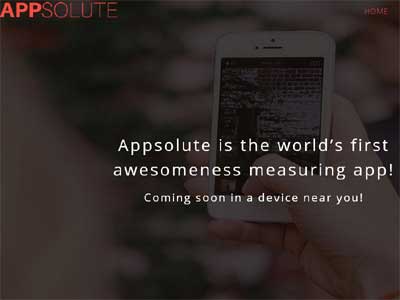 APPSOLUTE
HOME
Appsolute is the world's first
awesomeness measuring app!
Coming soon in a device near you!